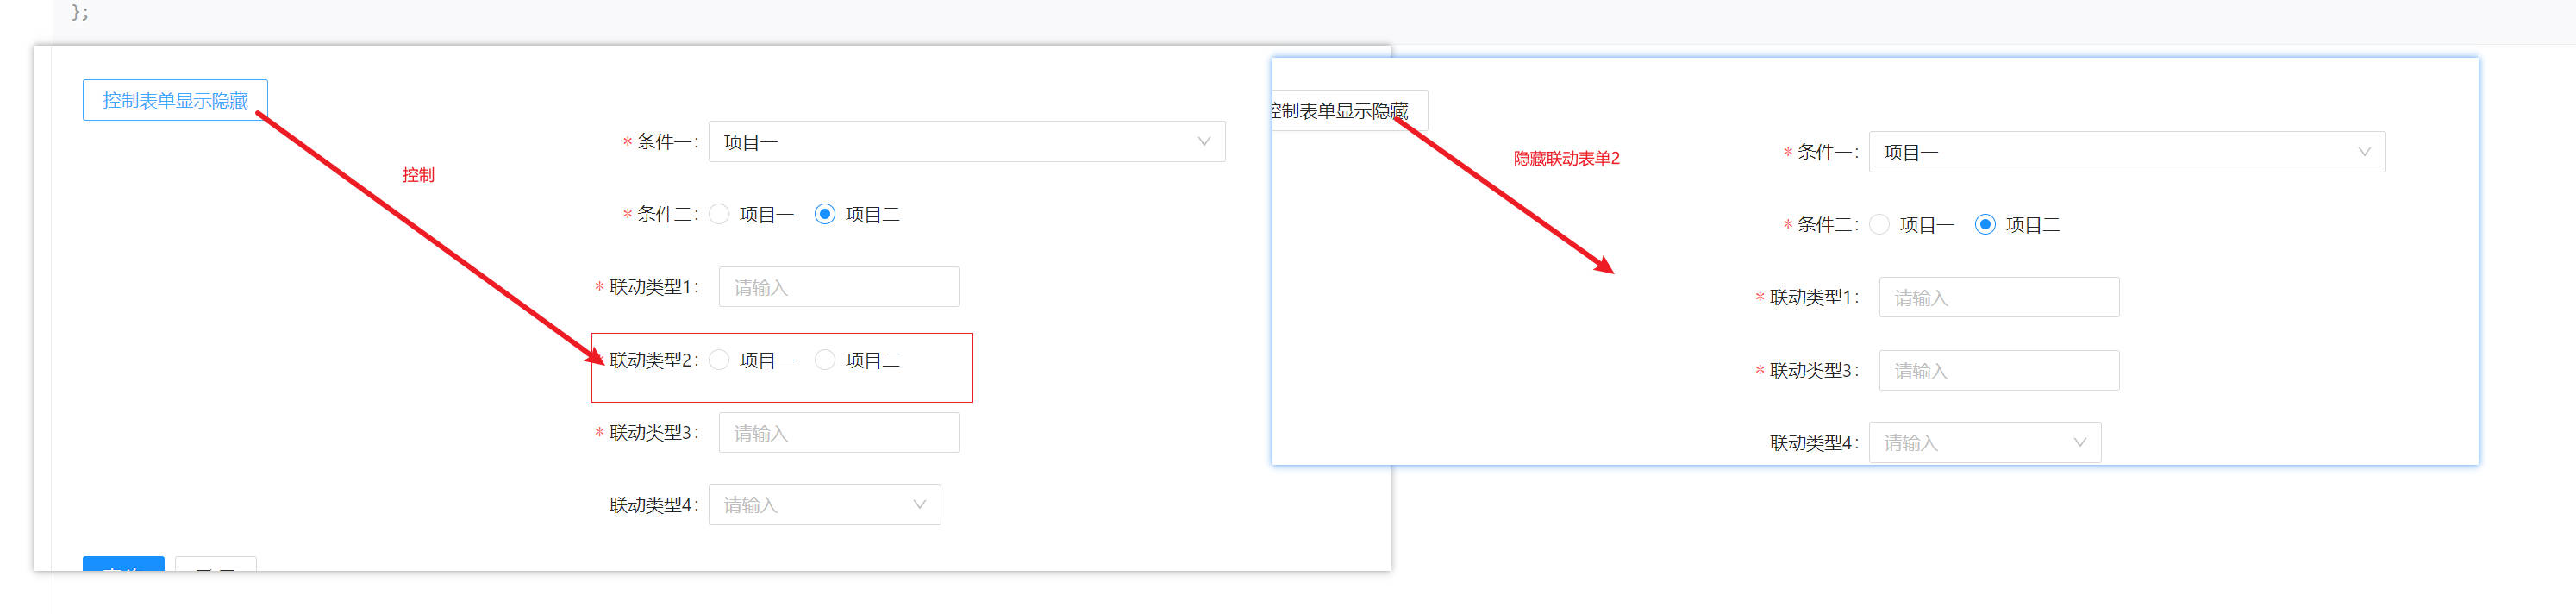 };
控制表单显示隐藏
* 条件一: 项目一
控制
* 条件二: 项目一 项目二
* 联动类型1: 请输入
联动类型2: 项目一 项目二
* 联动类型3: 请输入
联动类型4: 请输入
控制表单显示隐藏
* 条件一: 项目一
隐藏联动表单2
* 条件二: 项目一 项目二
* 联动类型1: 请输入
* 联动类型3: 请输入
联动类型4: 请输入